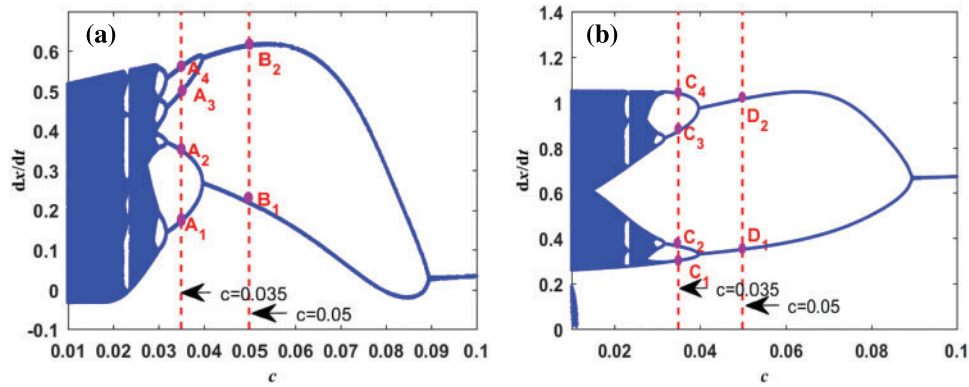 (a)
0.6
0.5
0.4
0.3
0.2
0.1
0
-0.1
dx/dt
A4
A3
A2
A1
B2
B1
c=0.035
c=0.05
0.01 0.02 0.03 0.04 0.05 0.06 0.07 0.08 0.09 0.1
c
(b)
1.4
1.2
1
0.8
0.6
0.4
0.2
0
dx/dt
C4
C3
C2
C1
D2
D1
c=0.035
c=0.05
0.02 0.04 0.06 0.08 0.1
c